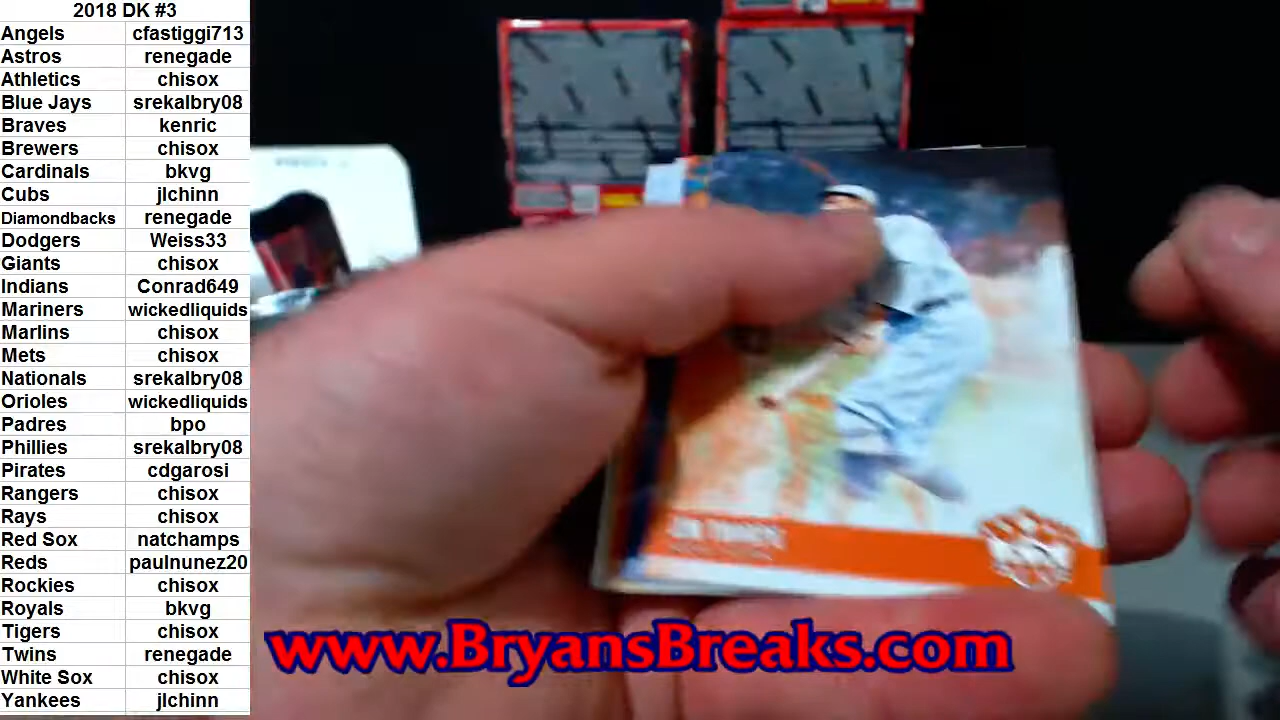 2018 DK #3
Angels cfastiggi713
Astros renegade
Athletics chisox
Blue Jays srekalbry08
Braves kenric
Brewers chisox
Cardinals bkvg
Cubs jlchinn
Diamondbacks renegade
Dodgers Weiss33
Giants chisox
Indians Conrad649
Mariners wickedliquids
Marlins chisox
Mets chisox
Nationals srekalbry08
Orioles wickedliquids
Padres bpo
Phillies srekalbry08
Pirates cdgarosi
Rangers chisox
Rays chisox
Red Sox natchamps
Reds paulnunez20
Rockies chisox
Royals bkvg
Tigers chisox
Twins renegade
White Sox chisox
Yankees jlchinn
www.BryansBreaks.com